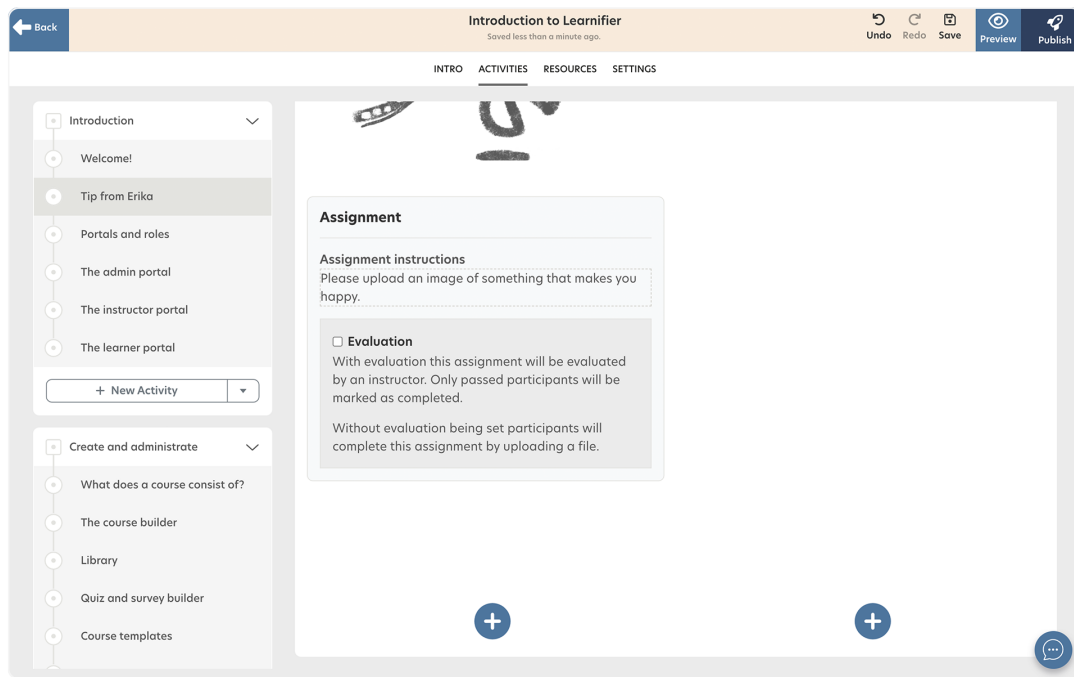 Back
Introduction to Learnifier
Saved less than a minute ago.
Undo
Redo
Save
Preview
Publish
INTRO
ACTIVITIES
RESOURCES
SETTINGS
Introduction
Welcome!
Tip from Erika
Portals and roles
The admin portal
The instructor portal
The learner portal
+ New Activity
Create and administrate
What does a course consist of?
The course builder
Library
Quiz and survey builder
Course templates
Assignment
Assignment instructions
Please upload an image of something that makes you
happy.
Evaluation
With evaluation this assignment will be evaluated
by an instructor. Only passed participants will be
marked as completed.
Without evaluation being set participants will
complete this assignment by uploading a file.